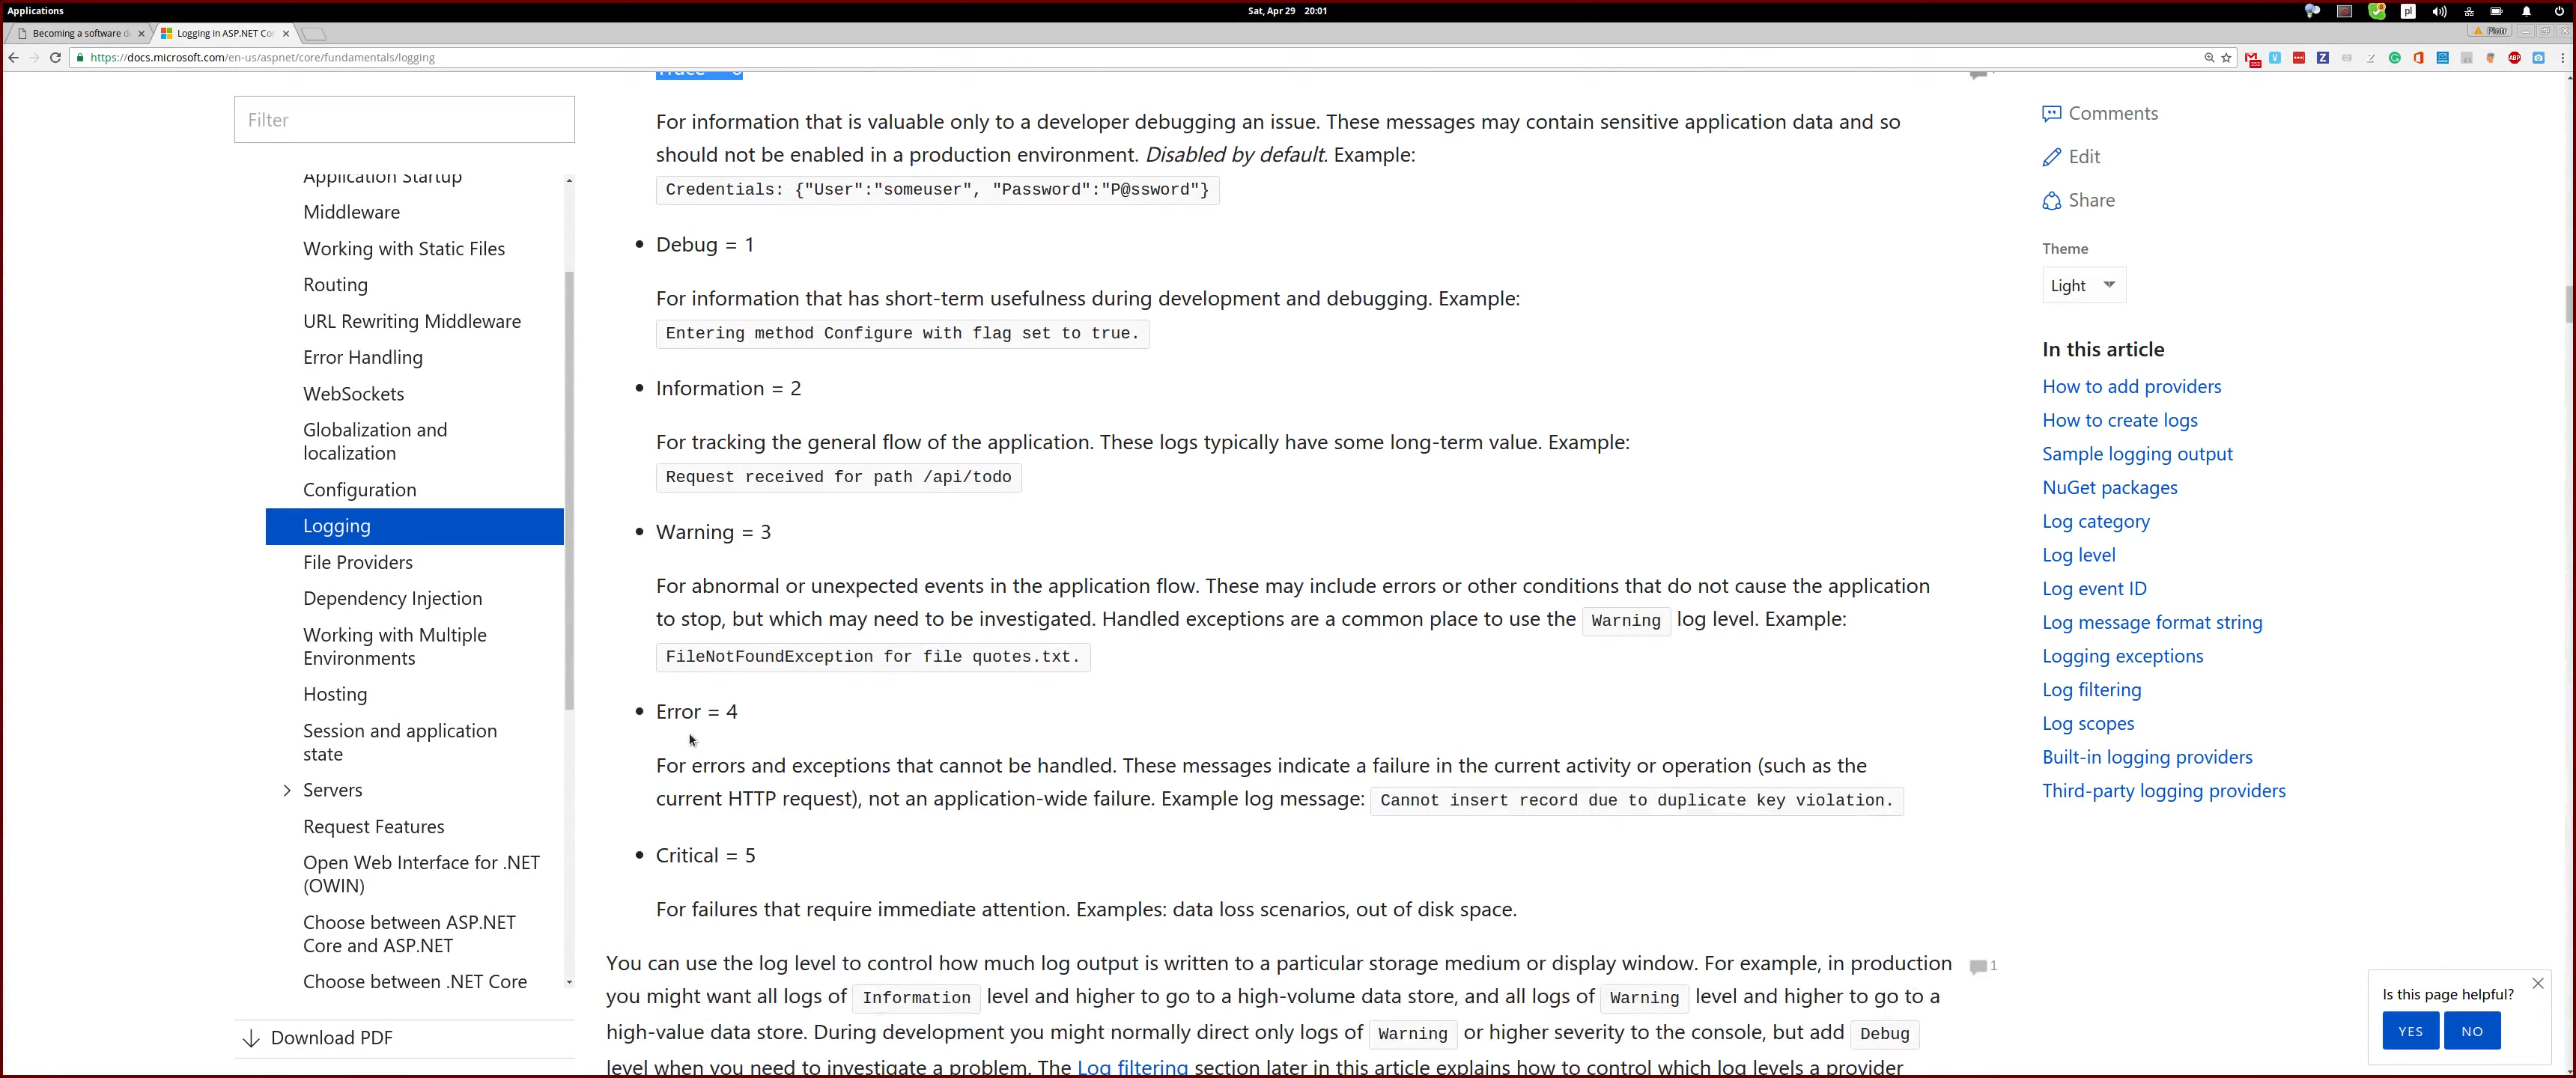 Applications
Sat, Apr 29 20:01
pl
Becoming a software d
Logging in ASP.NET Co
Piotr
https://docs.microsoft.com/en-us/aspnet/core/fundamentals/logging
Filter
Application Startup
Middleware
Working with Static Files
Routing
URL Rewriting Middleware
Error Handling
WebSockets
Globalization and
localization
Configuration
Logging
File Providers
Dependency Injection
Working with Multiple
Environments
Hosting
Session and application
state
Servers
Request Features
Open Web Interface for .NET
(OWIN)
Choose between ASP.NET
Core and ASP.NET
Choose between .NET Core
Download PDF
For information that is valuable only to a developer debugging an issue. These messages may contain sensitive application data and so
should not be enabled in a production environment. Disabled by default. Example:
Credentials: {"User":"someuser", "Password":"P@ssword"}
Debug = 1
For information that has short-term usefulness during development and debugging. Example:
Entering method Configure with flag set to true.
Information = 2
For tracking the general flow of the application. These logs typically have some long-term value. Example:
Request received for path /api/todo
Warning = 3
For abnormal or unexpected events in the application flow. These may include errors or other conditions that do not cause the application
to stop, but which may need to be investigated. Handled exceptions are a common place to use the Warning log level. Example:
FileNotFoundException for file quotes.txt.
Error = 4
For errors and exceptions that cannot be handled. These messages indicate a failure in the current activity or operation (such as the
current HTTP request), not an application-wide failure. Example log message: Cannot insert record due to duplicate key violation.
Critical = 5
For failures that require immediate attention. Examples: data loss scenarios, out of disk space.
You can use the log level to control how much log output is written to a particular storage medium or display window. For example, in production
1
you might want all logs of Information level and higher to go to a high-volume data store, and all logs of Warning level and higher to go to a
high-value data store. During development you might normally direct only logs of Warning or higher severity to the console, but add Debug
level when you need to investigate a problem. The Log filtering section later in this article explains how to control which log levels a provider
Comments
Edit
Share
Theme
Light
In this article
How to add providers
How to create logs
Sample logging output
NuGet packages
Log category
Log level
Log event ID
Log message format string
Logging exceptions
Log filtering
Log scopes
Built-in logging providers
Third-party logging providers
Is this page helpful?
YES
NO